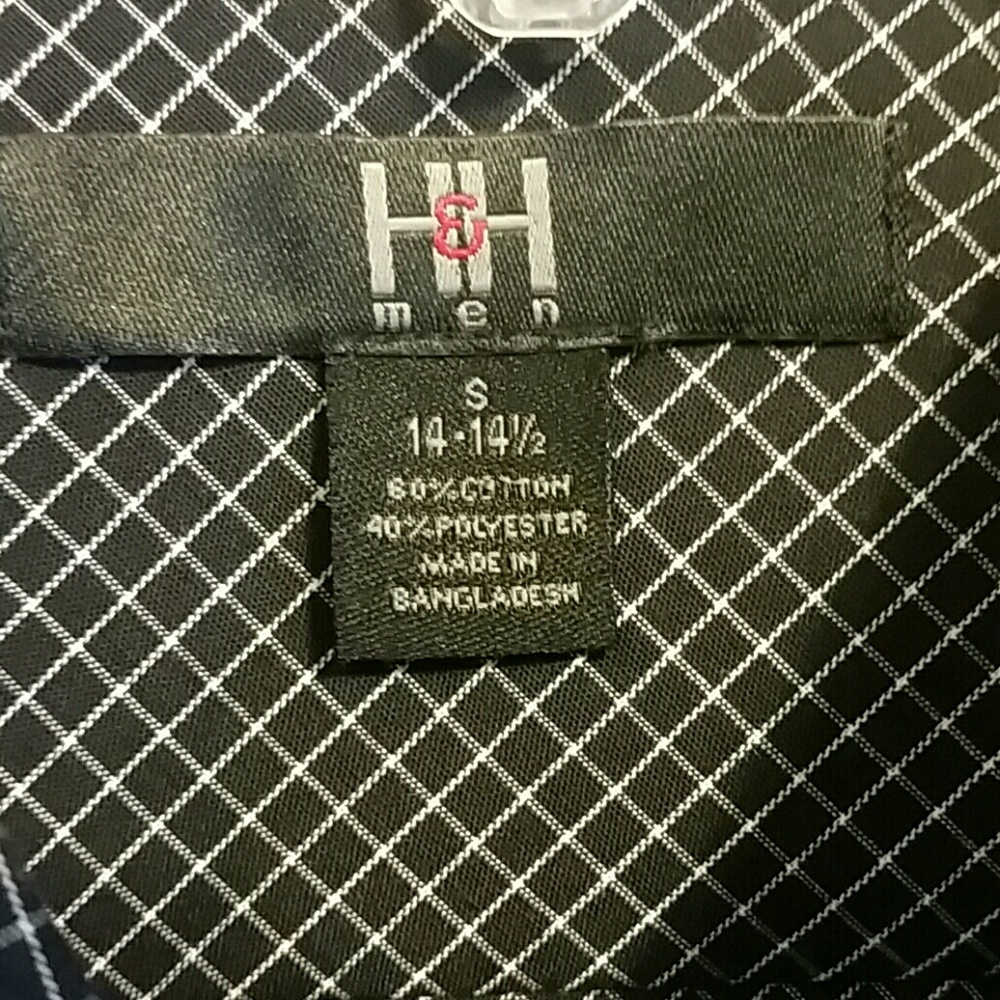 H&H
men
S
14-14½
60% COTTON
40% POLYESTER
MADE IN
BANGLADESH